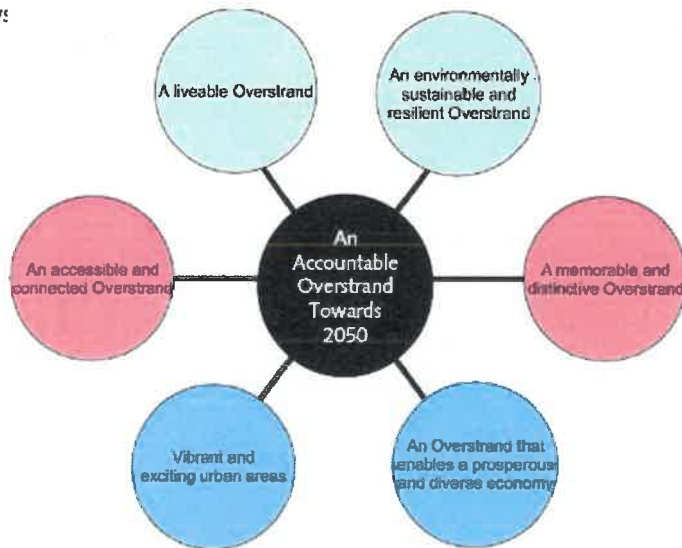 A liveable Overstrand
An environmentally
sustainable and
resilient Overstrand
An accessible and
connected Overstrand
An
Accountable
Overstrand
Towards
2050
A memorable and
distinctive Overstrand
Vibrant and
exciting urban areas
An Overstrand that
enables a prosperous
and diverse economy